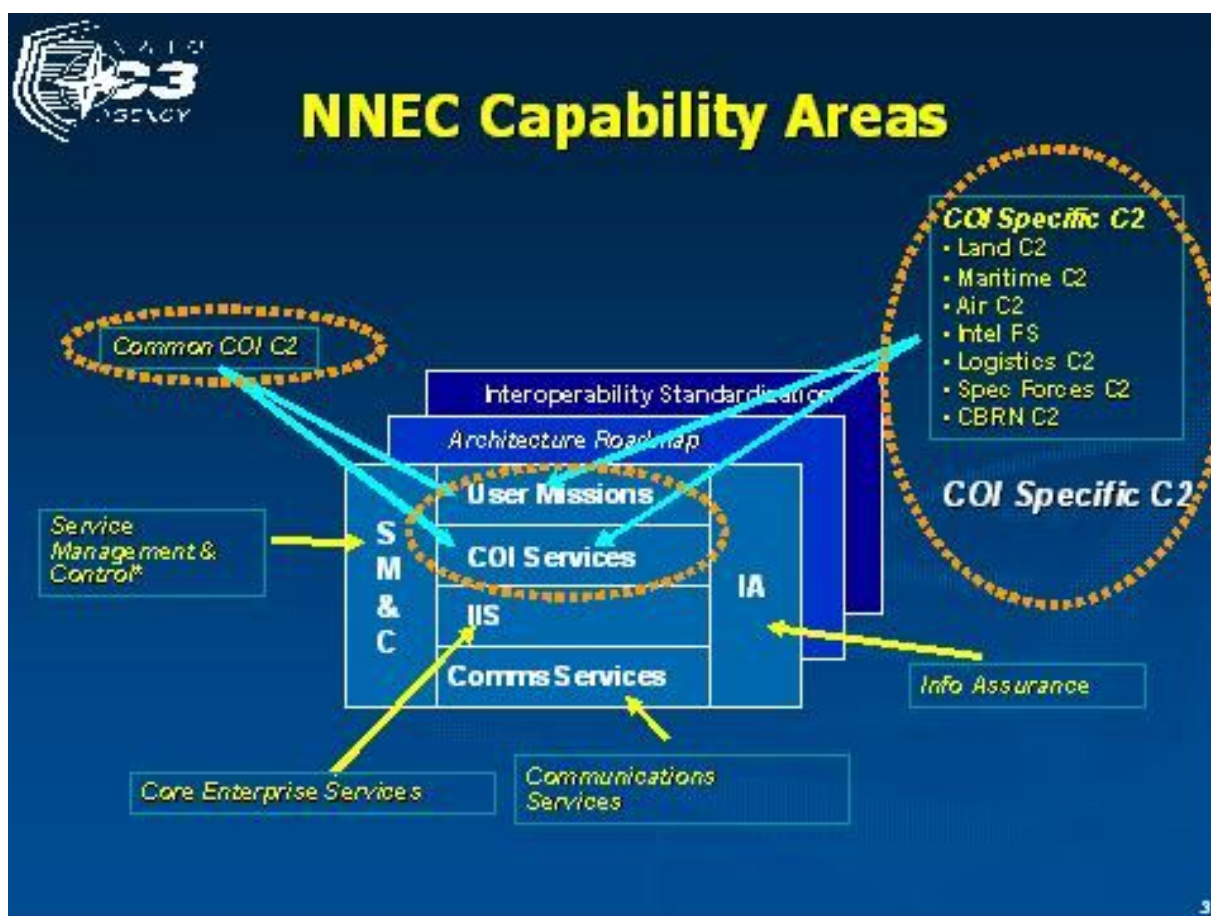 NATO
C3
AGENCY
NNEC Capability Areas
COI Specific C2
• Land C2
• Maritime C2
• Air C2
• Intel FS
• Logistics C2
• Spec Forces C2
• CBRN C2
COI Specific C2
Common COI C2
Interoperability Standardization
Architecture Roadmap
User Missions
COI Services
IIS
Comms Services
S
M
&
C
IA
Service
Management &
Control*
Info Assurance
Core Enterprise Services
Communications
Services
3